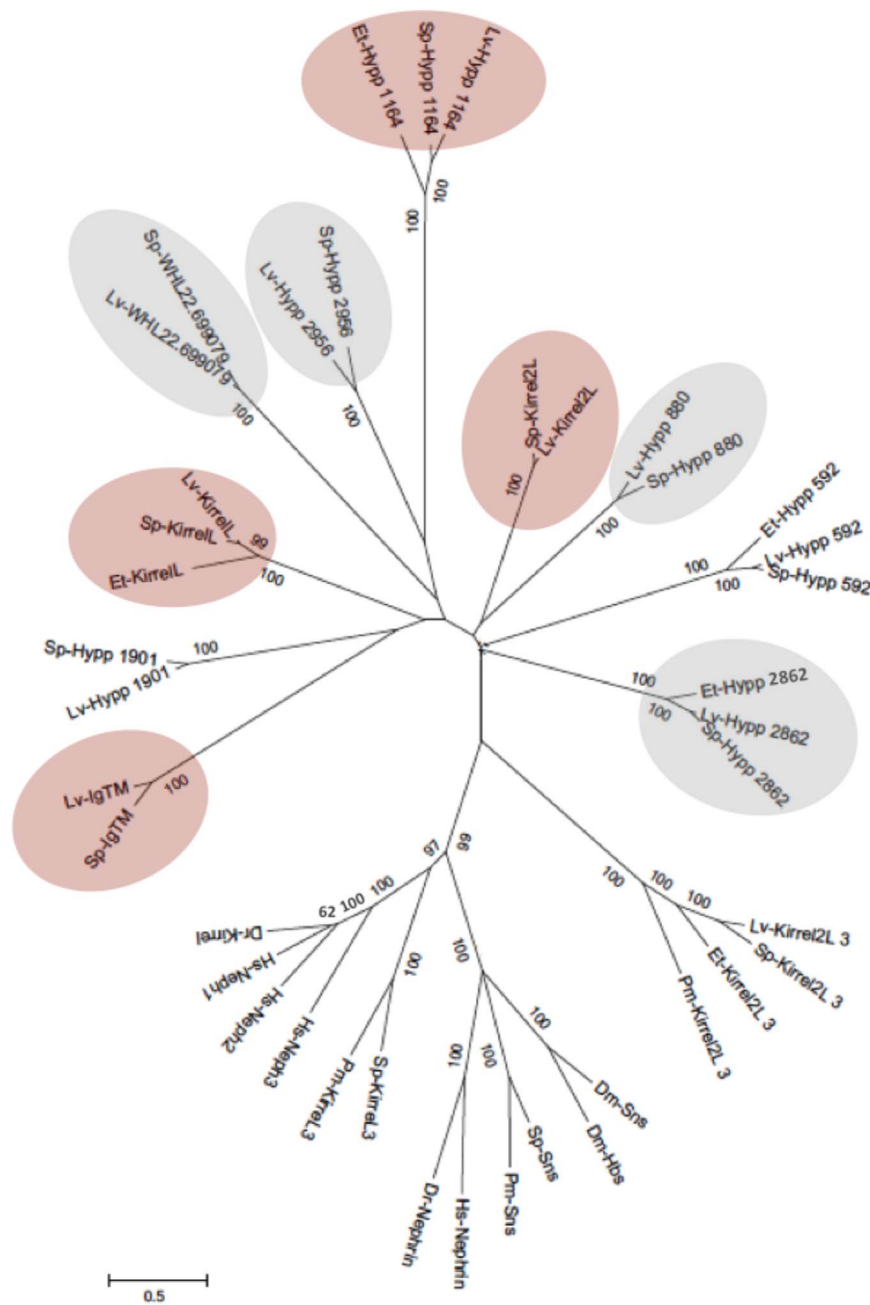 Et-Hypp 1164
Sp-Hypp 1164
Lv-Hypp 1164
100
100
Sp-WHL22.699079
Lv-WHL22.699079
100
Sp-Hypp 2956
Lv-Hypp 2956
100
Sp-Kirrel2L
Lv-Kirrel2L
100
Lv-Hypp 880
Sp-Hypp 880
100
Et-Hypp 592
Lv-Hypp 592
Sp-Hypp 592
100
100
Lv-KirrelL
Sp-KirrelL
Et-KirrelL
99
100
Sp-Hypp 1901
Lv-Hypp 1901
100
Et-Hypp 2862
Lv-Hypp 2862
Sp-Hypp 2862
100
100
Lv-IgTM
Sp-IgTM
100
97
99
62
100
100
Dr-Kirrel
Hs-Neph1
Hs-Neph2
Hs-Neph3
100
Pm-KirreL3
Sp-KirreL3
100
100
Dr-Nephrin
Hs-Nephrin
100
Pm-Sns
Sp-Sns
100
Dm-Hbs
Dm-Sns
100
100
100
Lv-Kirrel2L 3
Sp-Kirrel2L 3
Et-Kirrel2L 3
Pm-Kirrel2L 3
0.5